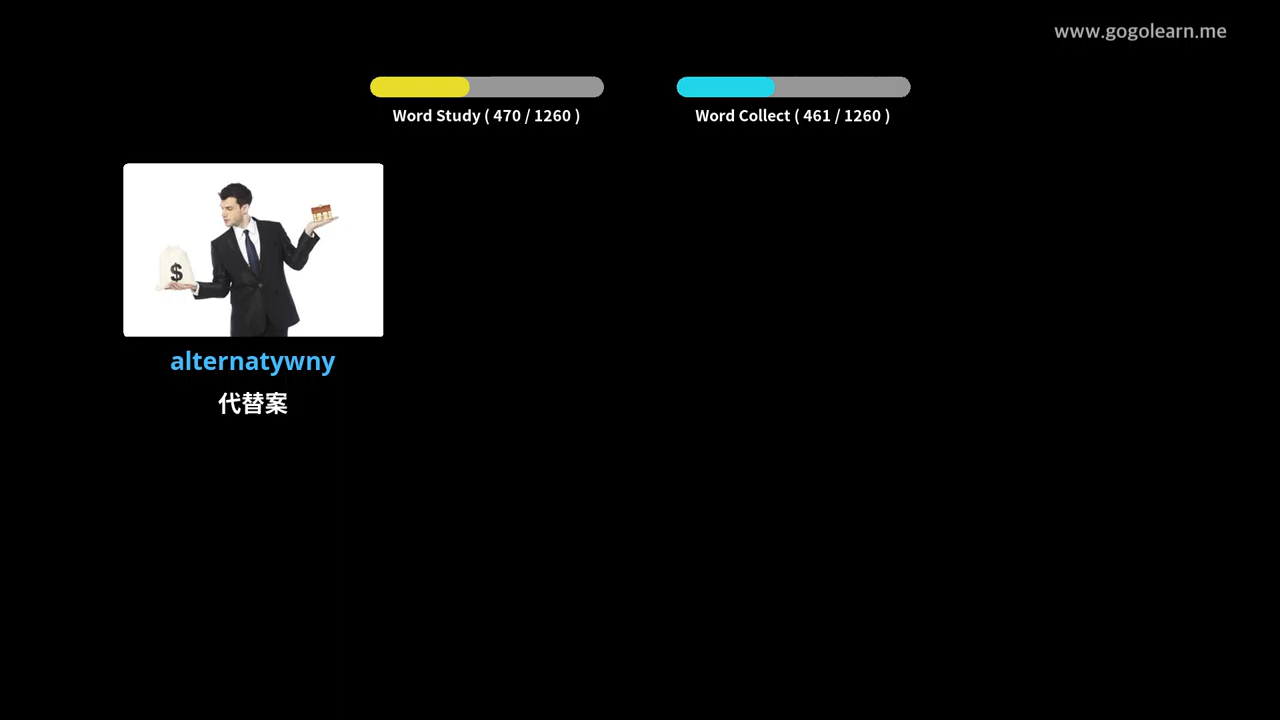 www.gogolearn.me
Word Study ( 470 / 1260 )
Word Collect ( 461 / 1260 )
$
alternatywny
代替案